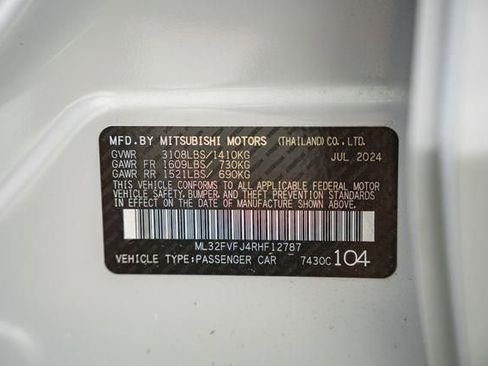 MFD.BY MITSUBISHI MOTORS (THAILAND) CO., LTD.
GVWR 3108LBS/1410KG JUL 2024
GAWR FR 1609LBS/ 730KG
GAWR RR 1521LBS/ 690KG
THIS VEHICLE CONFORMS TO ALL APPLICABLE FEDERAL MOTOR
VEHICLE SAFETY, BUMPER, AND THEFT PREVENTION STANDARDS
IN EFFECT ON THE DATE OF MANUFACTURE SHOWN ABOVE.
ML32FVFJ4RHF12787
VEHICLE TYPE:PASSENGER CAR 7430C 104